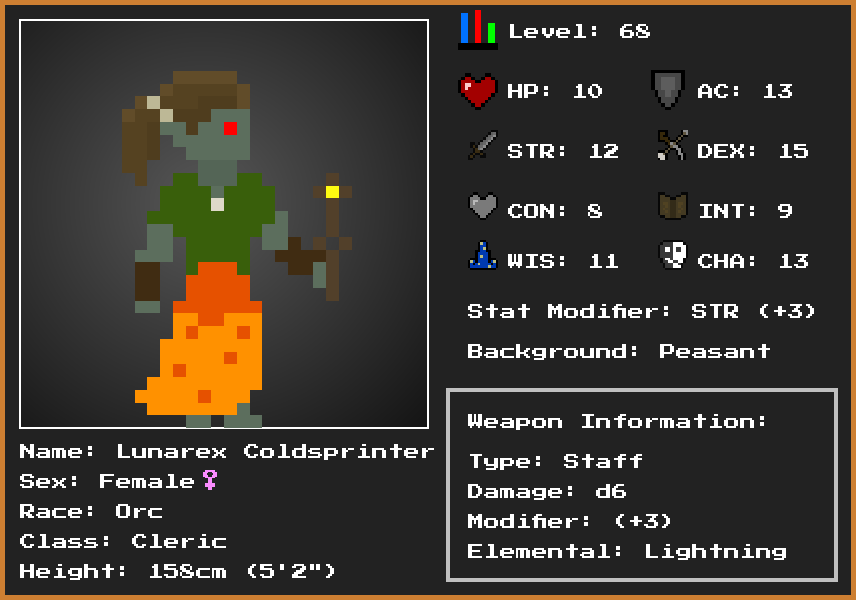 Level: 68
HP: 10 AC: 13
STR: 12 DEX: 15
CON: 8 INT: 9
WIS: 11 CHA: 13
Stat Modifier: STR (+3)
Background: Peasant
Weapon Information:
Type: Staff
Damage: d6
Modifier: (+3)
Elemental: Lightning
Name: Lunarex Coldsprinter
Sex: Female♀
Race: Orc
Class: Cleric
Height: 158cm (5'2")